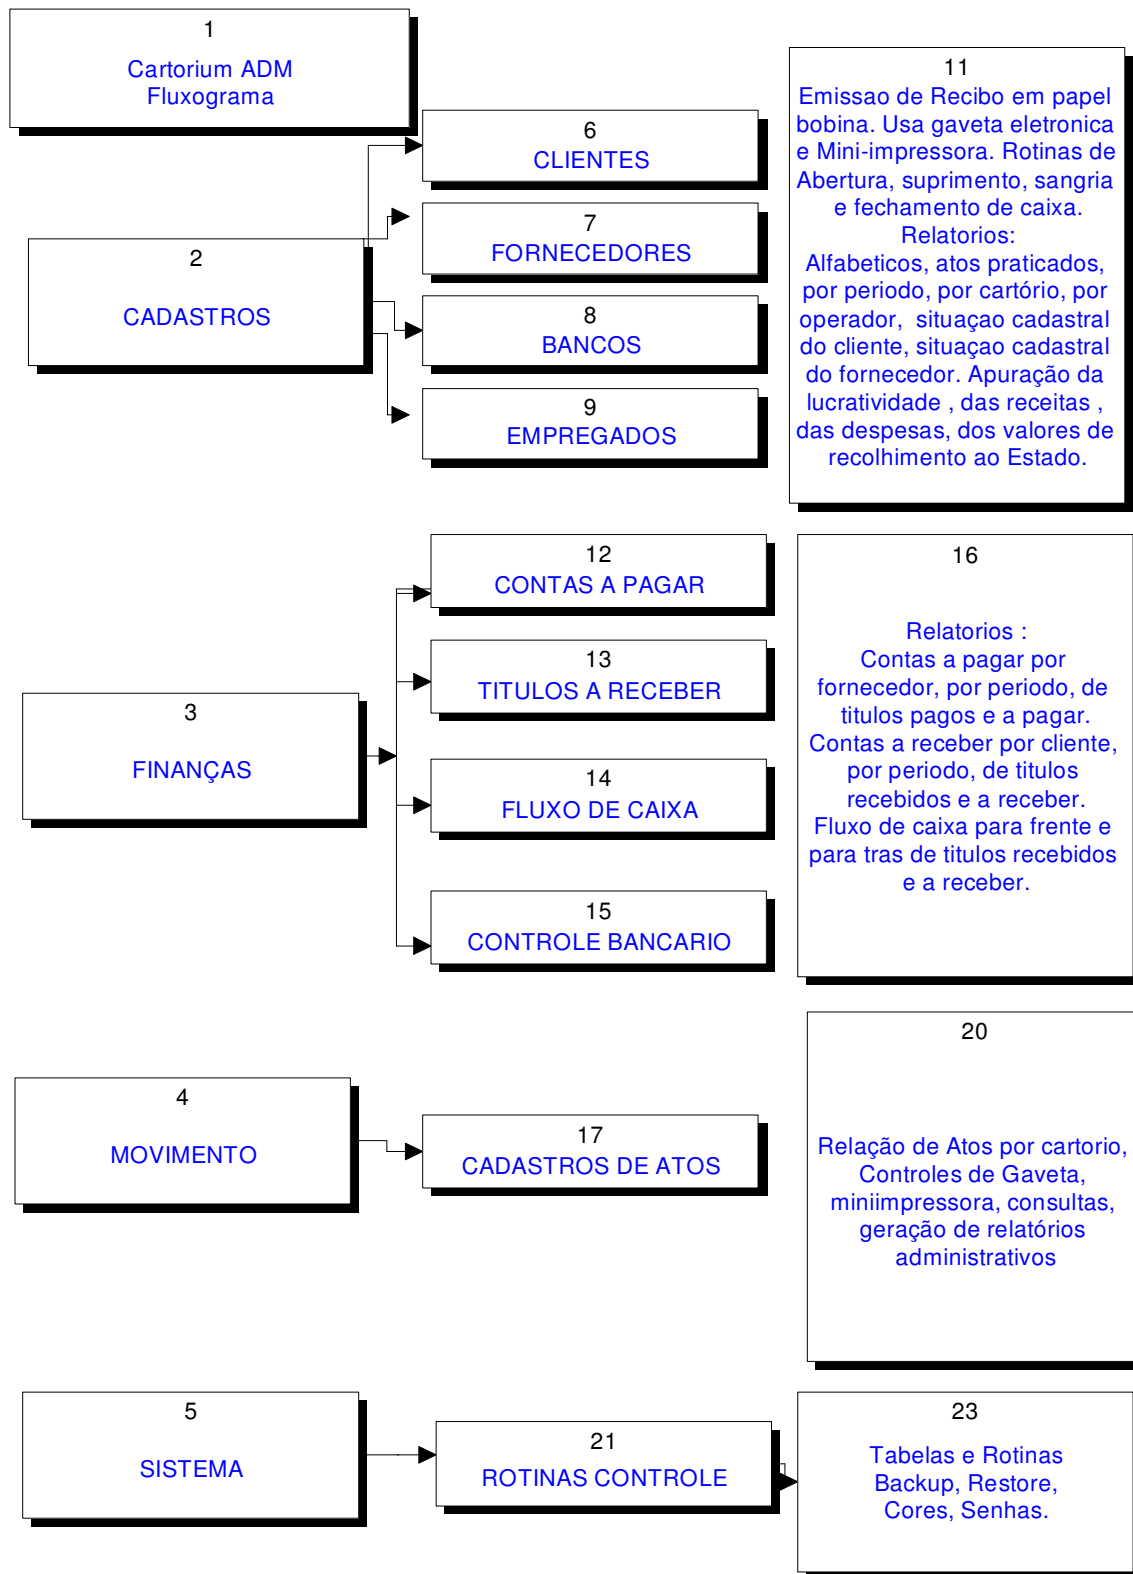 1
Cartorium ADM
Fluxograma
2
CADASTROS
6
CLIENTES
7
FORNECEDORES
8
BANCOS
9
EMPREGADOS
11
Emissao de Recibo em papel
bobina. Usa gaveta eletronica
e Mini-impressora. Rotinas de
Abertura, suprimento, sangria
e fechamento de caixa.
Relatorios:
Alfabeticos, atos praticados,
por periodo, por cartório, por
operador, situaçao cadastral
do cliente, situaçao cadastral
do fornecedor. Apuração da
lucratividade , das receitas ,
das despesas, dos valores de
recolhimento ao Estado.
3
FINANÇAS
12
CONTAS A PAGAR
13
TITULOS A RECEBER
14
FLUXO DE CAIXA
15
CONTROLE BANCARIO
16
Relatorios :
Contas a pagar por
fornecedor, por periodo, de
titulos pagos e a pagar.
Contas a receber por cliente,
por periodo, de titulos
recebidos e a receber.
Fluxo de caixa para frente e
para tras de titulos recebidos
e a receber.
4
MOVIMENTO
17
CADASTROS DE ATOS
20
Relação de Atos por cartorio,
Controles de Gaveta,
miniimpressora, consultas,
geração de relatórios
administrativos
5
SISTEMA
21
ROTINAS CONTROLE
23
Tabelas e Rotinas
Backup, Restore,
Cores, Senhas.